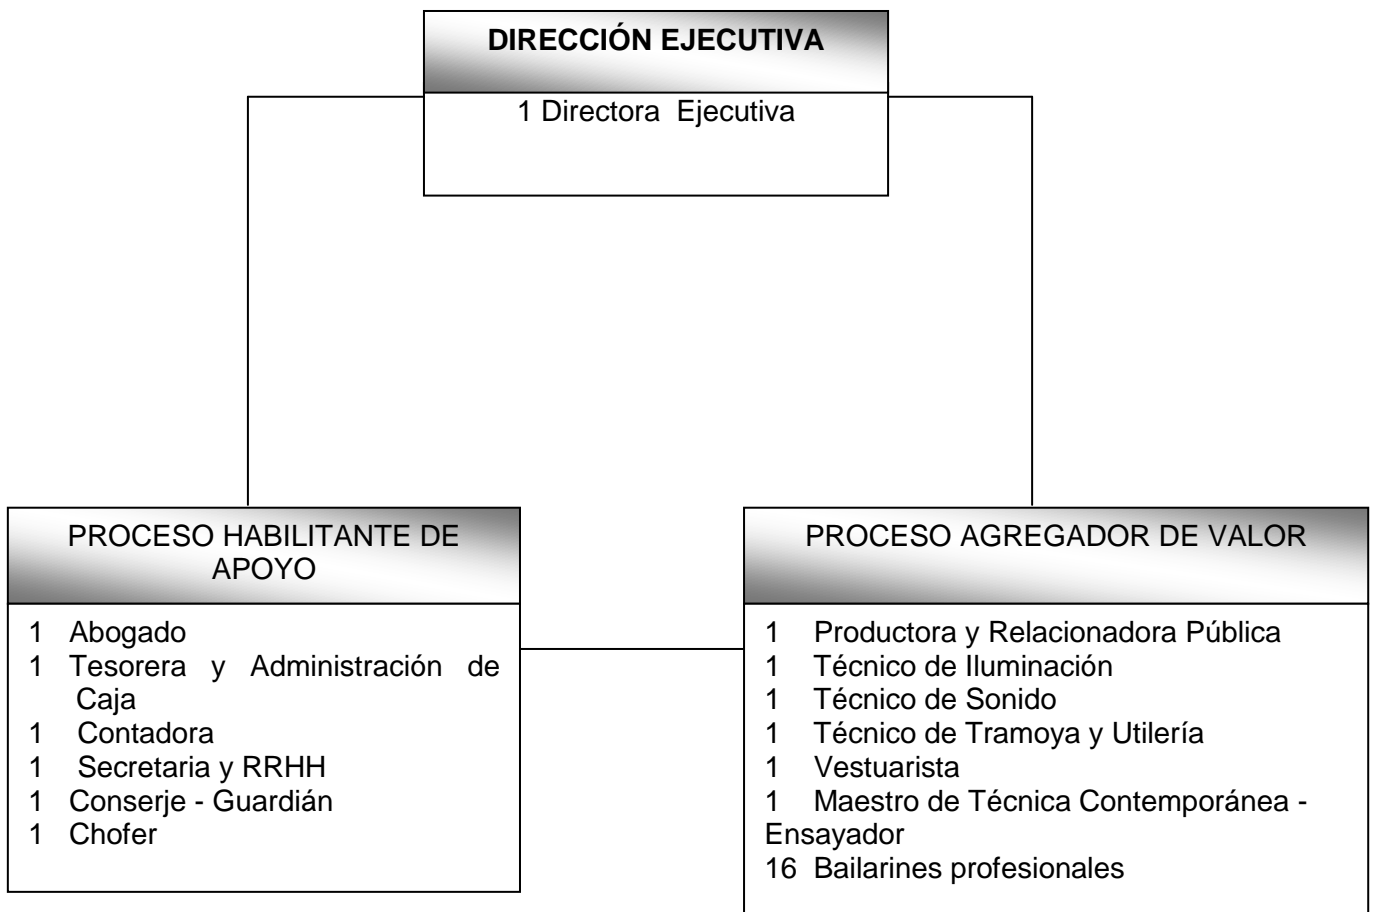 DIRECCIÓN EJECUTIVA
1 Directora Ejecutiva
PROCESO HABILITANTE DE
APOYO
1 Abogado
1 Tesorera y Administración de
Caja
1 Contadora
1 Secretaria y RRHH
1 Conserje - Guardián
1 Chofer
PROCESO AGREGADOR DE VALOR
1 Productora y Relacionadora Pública
1 Técnico de Iluminación
1 Técnico de Sonido
1 Técnico de Tramoya y Utilería
1 Vestuarista
1 Maestro de Técnica Contemporánea -
Ensayador
16 Bailarines profesionales